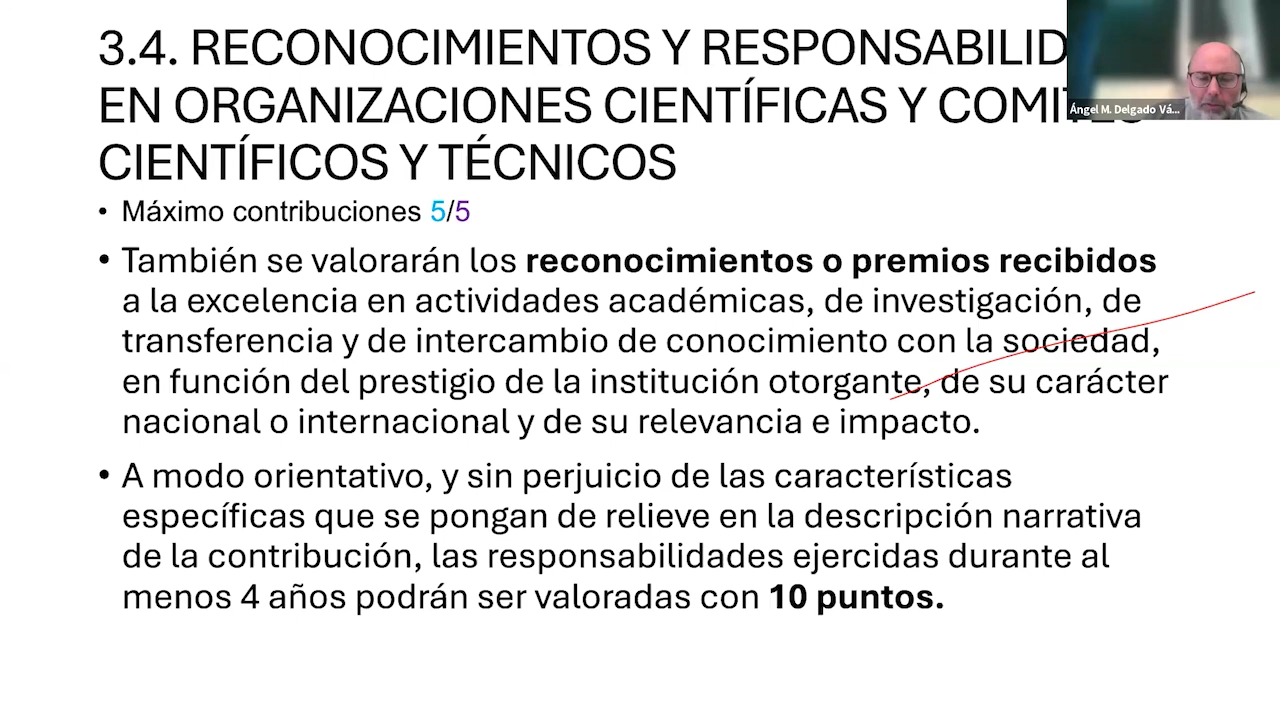 3.4. RECONOCIMIENTOS Y RESPONSABILID
EN ORGANIZACIONES CIENTÍFICAS Y COMITÉS
CIENTÍFICOS Y TÉCNICOS
• Máximo contribuciones 5/5
• También se valorarán los reconocimientos o premios recibidos
a la excelencia en actividades académicas, de investigación, de
transferencia y de intercambio de conocimiento con la sociedad,
en función del prestigio de la institución otorgante, de su carácter
nacional o internacional y de su relevancia e impacto.
• A modo orientativo, y sin perjuicio de las características
específicas que se pongan de relieve en la descripción narrativa
de la contribución, las responsabilidades ejercidas durante al
menos 4 años podrán ser valoradas con 10 puntos.
Ángel M. Delgado Vá...